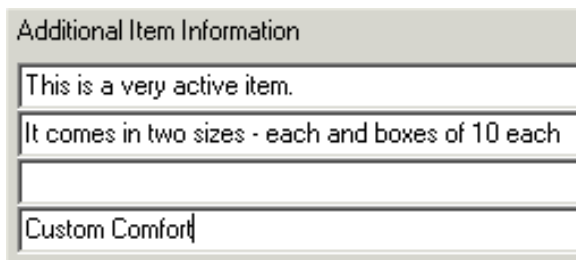 Additional Item Information
This is a very active item.
It comes in two sizes - each and boxes of 10 each
Custom Comfort